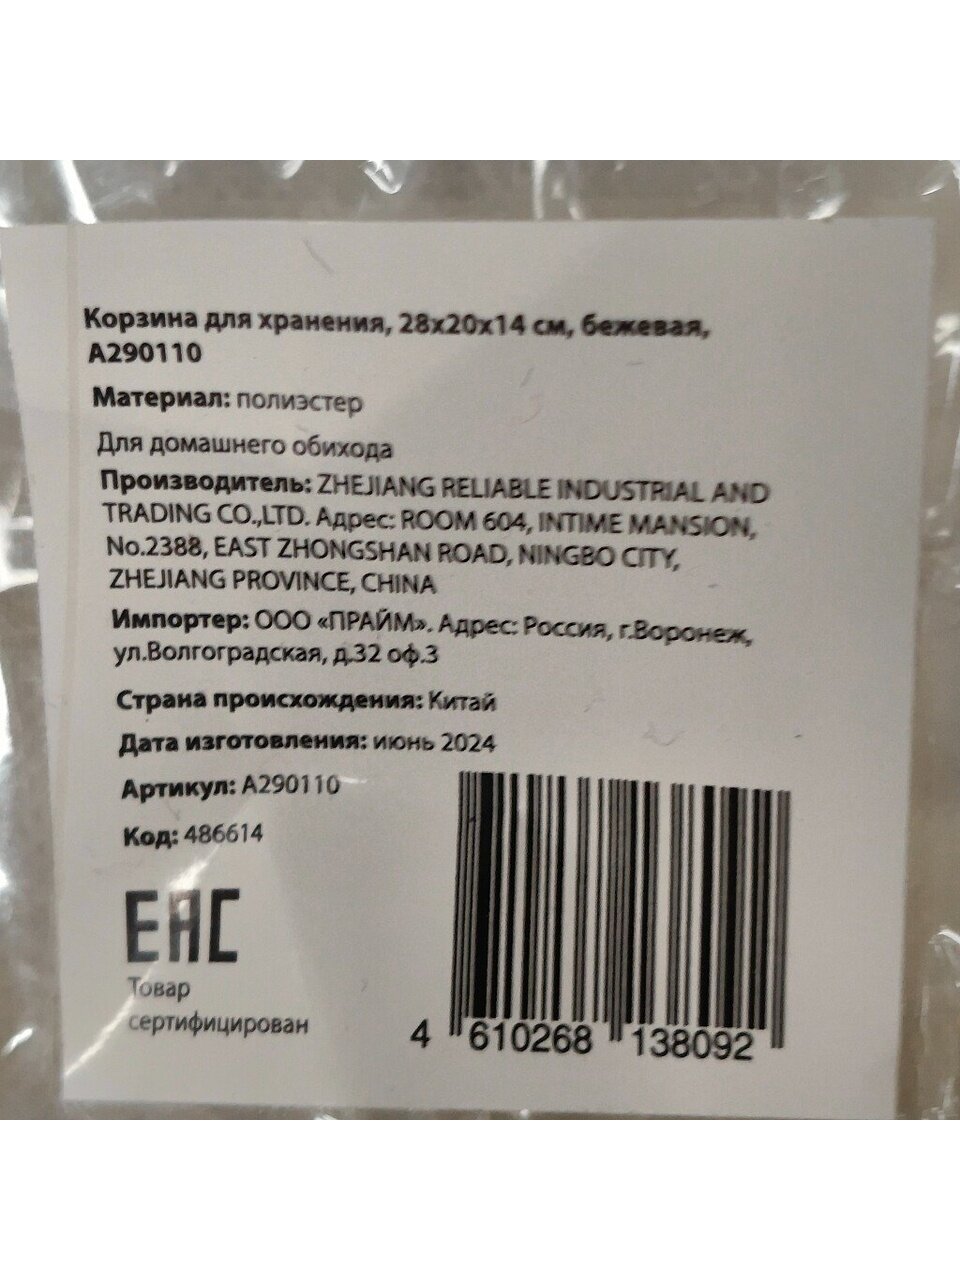 Корзина для хранения, 28х20х14 см, бежевая,
А290110
Материал: полиэстер
Для домашнего обихода
Производитель: ZHEJIANG RELIABLE INDUSTRIAL AND
TRADING CO.,LTD. Адрес: ROOM 604, INTIME MANSION,
No.2388, EAST ZHONGSHAN ROAD, NINGBO CITY,
ZHEJIANG PROVINCE, CHINA
Импортер: ООО «ПРАЙМ». Адрес: Россия, г.Воронеж,
ул.Волгоградская, д.32 оф.3
Страна происхождения: Китай
Дата изготовления: июнь 2024
Артикул: А290110
Код: 486614
EAC
Товар
сертифицирован
4 610268 138092